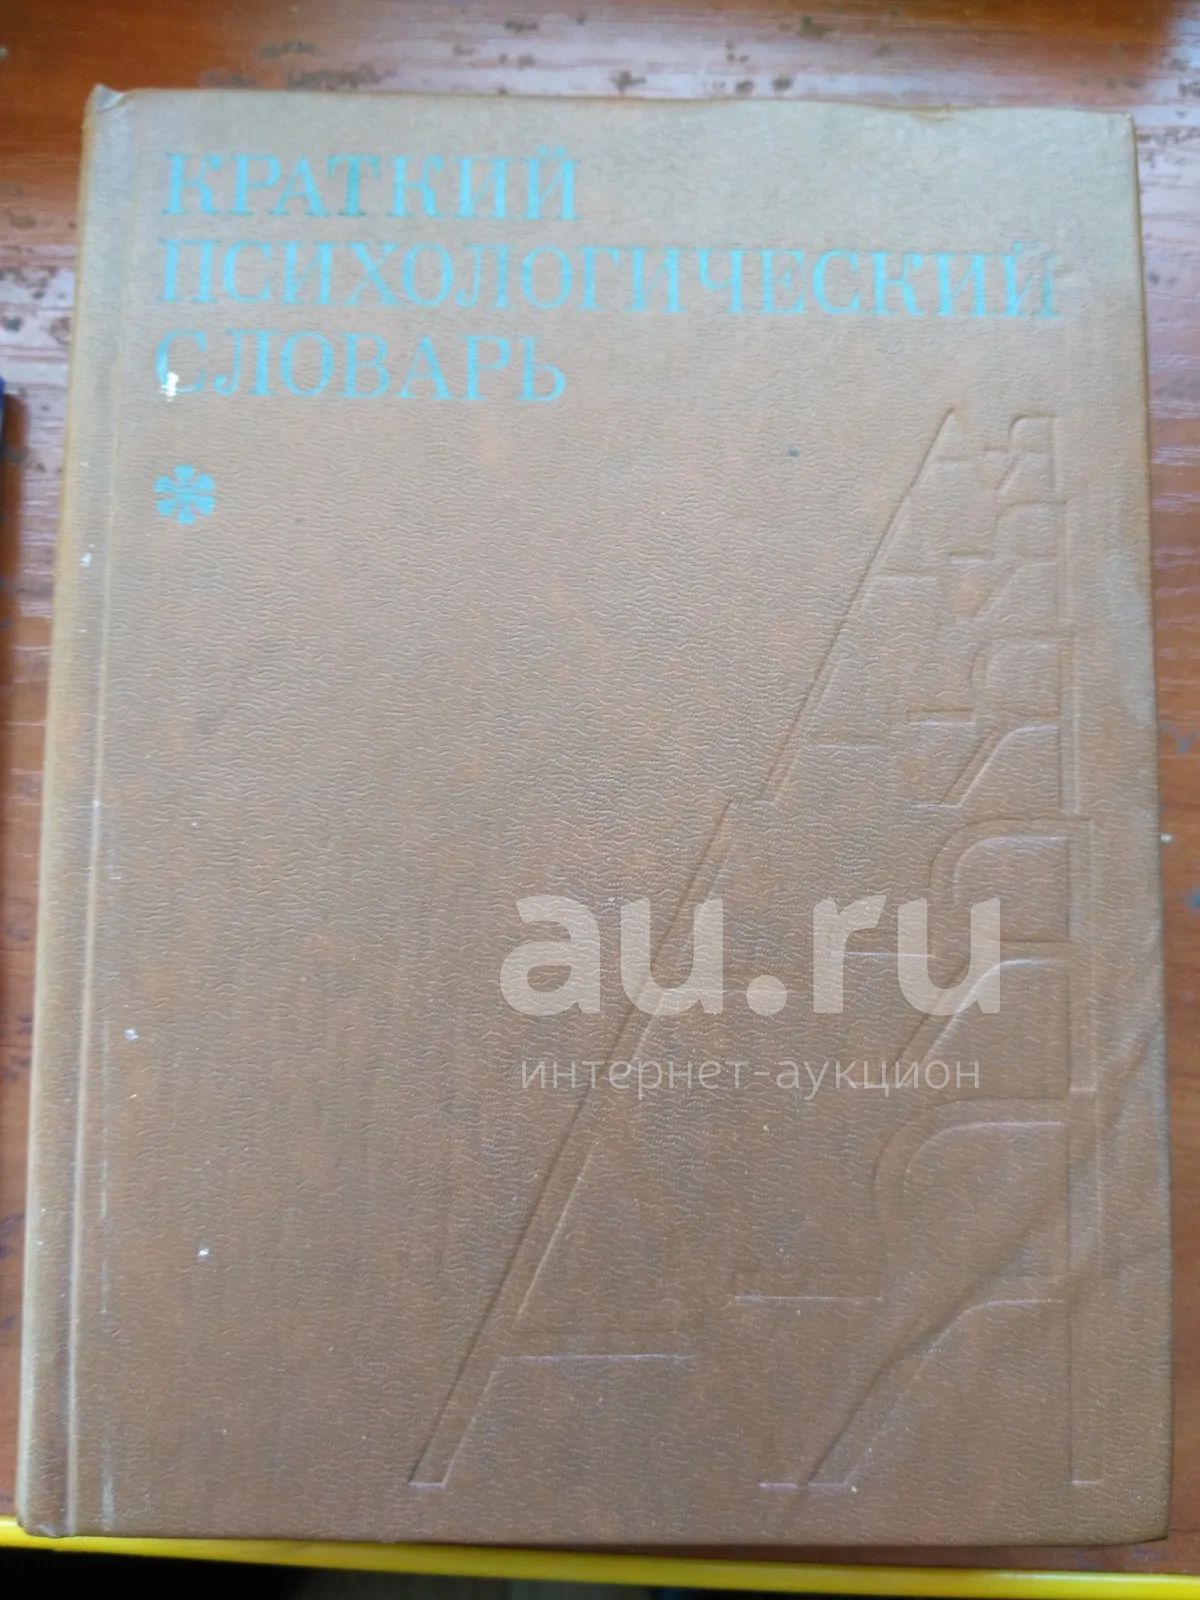 КРАТКИЙ
ПСИХОЛОГИЧЕСКИЙ
СЛОВАРЬ
А Я
А Я
А Я
А Я
А Я
au.ru
интернет-аукцион